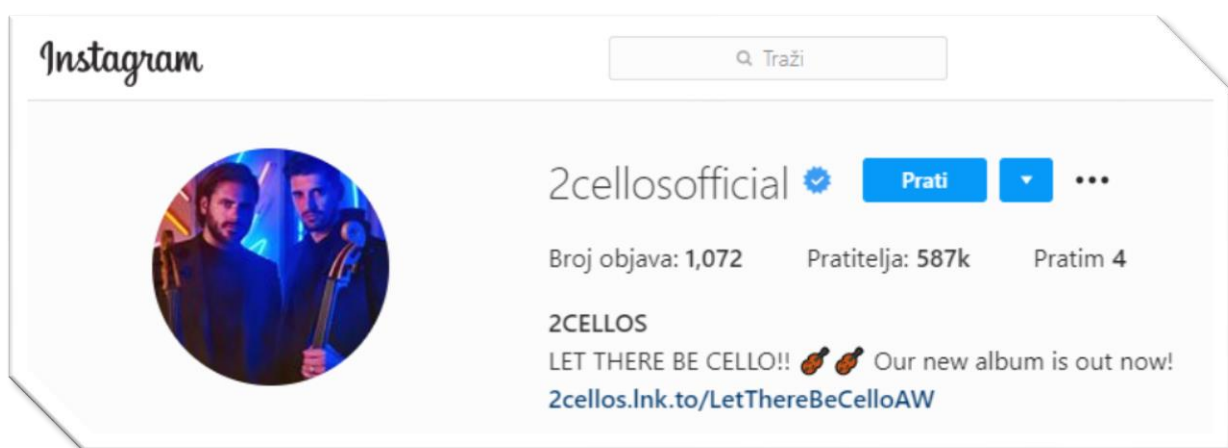 Instagram
Traži
2cellosofficial Prati
Broj objava: 1,072 Pratitelja: 587k Pratim 4
2CELLOS
LET THERE BE CELLO!! 🎻 🎻 Our new album is out now!
2cellos.lnk.to/LetThereBeCelloAW